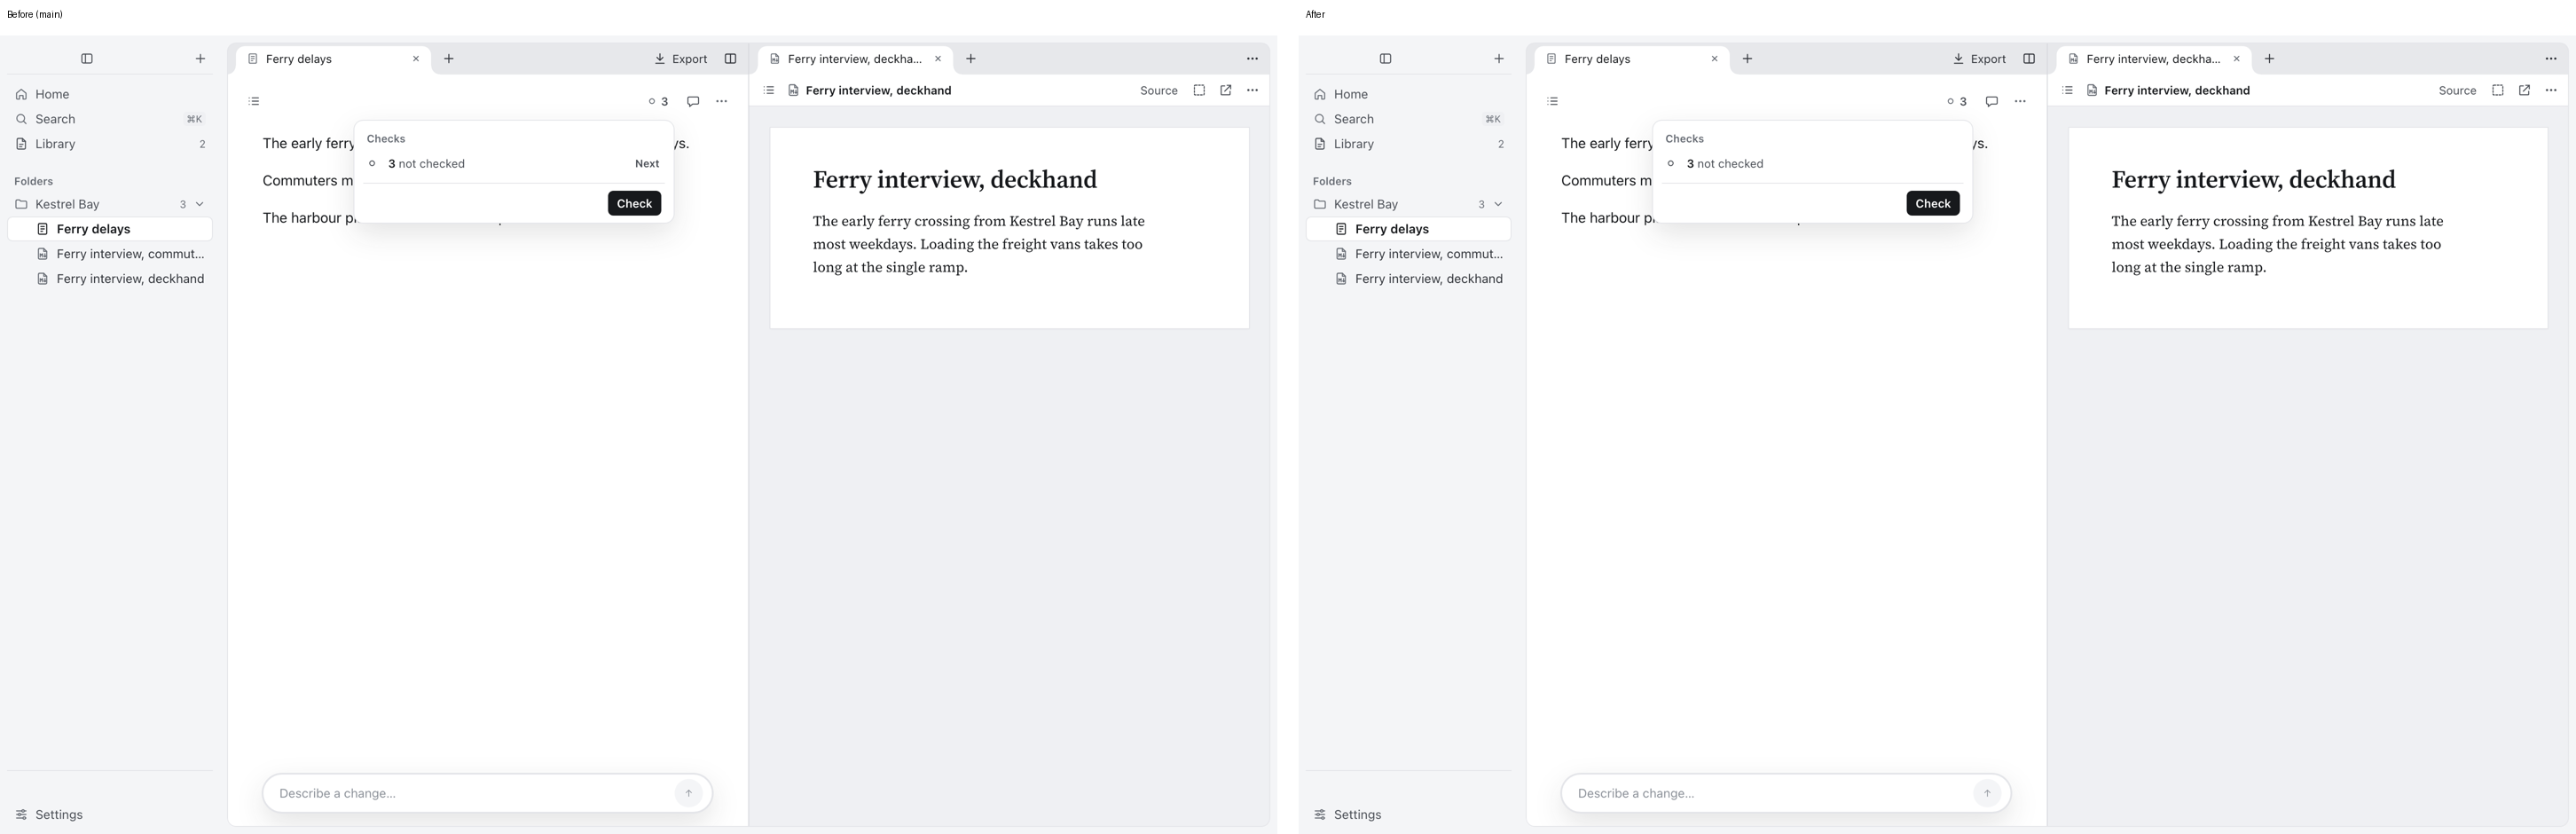 Before (main)
Home
Search ⌘K
Library 2
Folders
Kestrel Bay 3
Ferry delays
Ferry interview, commut...
Ferry interview, deckhand
Settings
Ferry delays
Export
3
The early ferry ys.
Commuters m
The harbour
Checks
3 not checked Next
Check
Describe a change...
Ferry interview, deckha...
Ferry interview, deckhand Source
Ferry interview, deckhand
The early ferry crossing from Kestrel Bay runs late
most weekdays. Loading the freight vans takes too
long at the single ramp.
After
Home
Search ⌘K
Library 2
Folders
Kestrel Bay 3
Ferry delays
Ferry interview, commut...
Ferry interview, deckhand
Settings
Ferry delays
Export
3
The early ferry ys.
Commuters m
The harbour
Checks
3 not checked
Check
Describe a change...
Ferry interview, deckha...
Ferry interview, deckhand Source
Ferry interview, deckhand
The early ferry crossing from Kestrel Bay runs late
most weekdays. Loading the freight vans takes too
long at the single ramp.